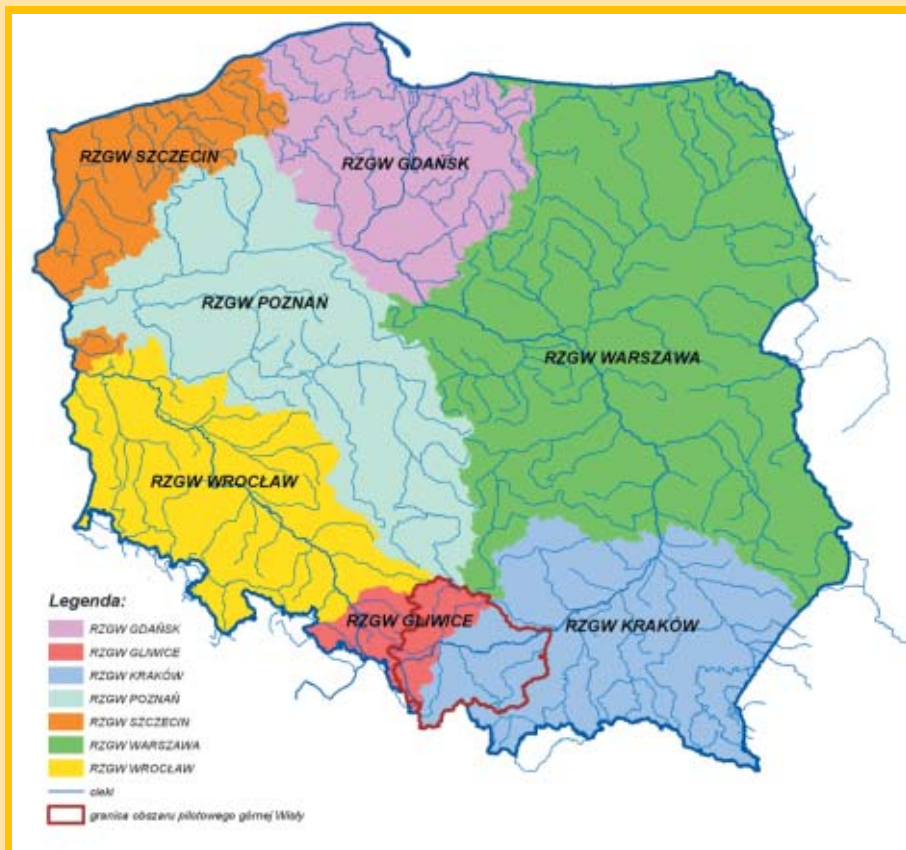 RZGW SZCZECIN
RZGW GDAŃSK
RZGW POZNAŃ
RZGW WARSZAWA
RZGW WROCŁAW
RZGW GLIWICE
RZGW KRAKÓW
Legenda:
RZGW GDAŃSK
RZGW GLIWICE
RZGW KRAKÓW
RZGW POZNAŃ
RZGW SZCZECIN
RZGW WARSZAWA
RZGW WROCŁAW
cieki
granica obszaru pilotowego górnej Wisły